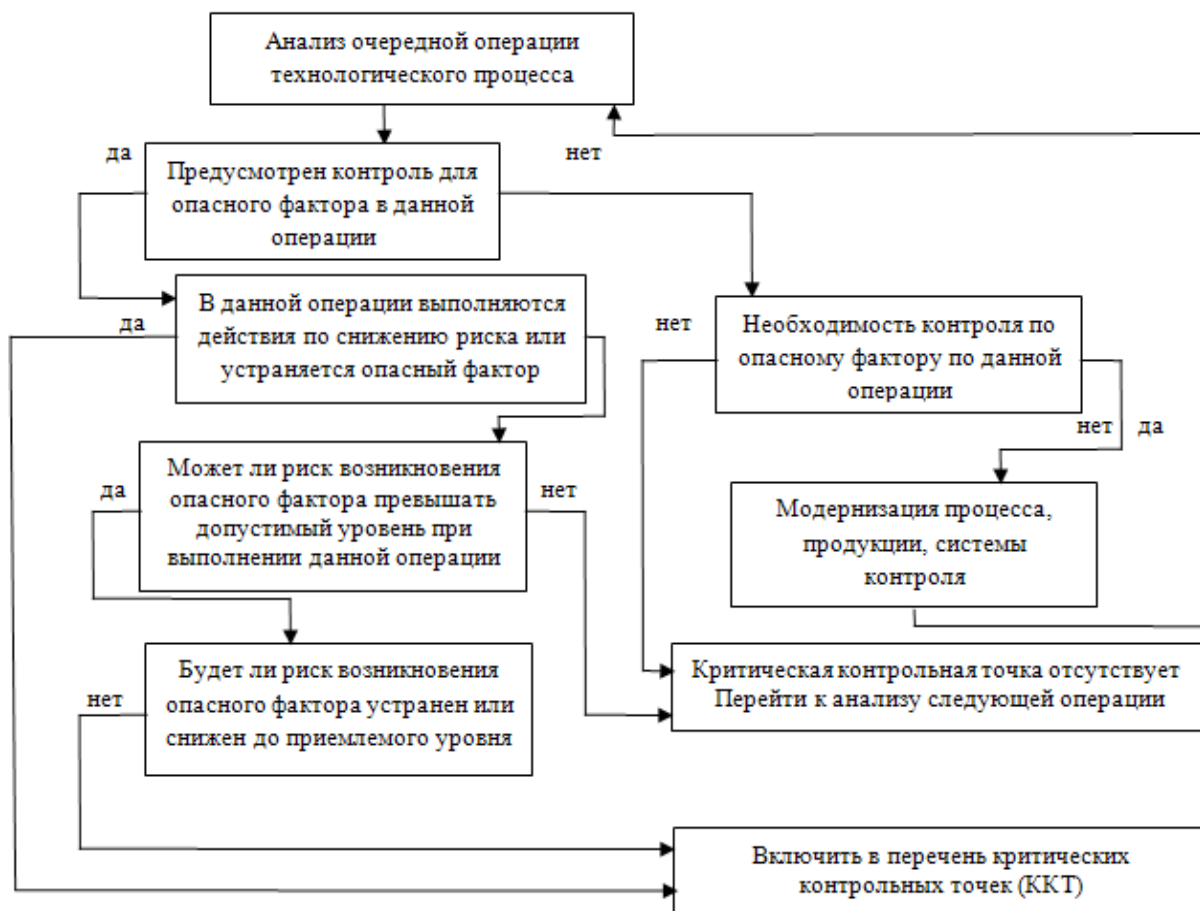 Анализ очередной операции
технологического процесса
да
нет
Предусмотрен контроль для
опасного фактора в данной
операции
В данной операции выполняются
действия по снижению риска или
устраняется опасный фактор
да
нет
Необходимость контроля по
опасному фактору по данной
операции
нет
да
Может ли риск возникновения
опасного фактора превышать
допустимый уровень при
выполнении данной операции
да
нет
Модернизация процесса,
продукции, системы
контроля
Будет ли риск возникновения
опасного фактора устранен или
снижен до приемлемого уровня
нет
Критическая контрольная точка отсутствует
Перейти к анализу следующей операции
Включить в перечень критических
контрольных точек (ККТ)